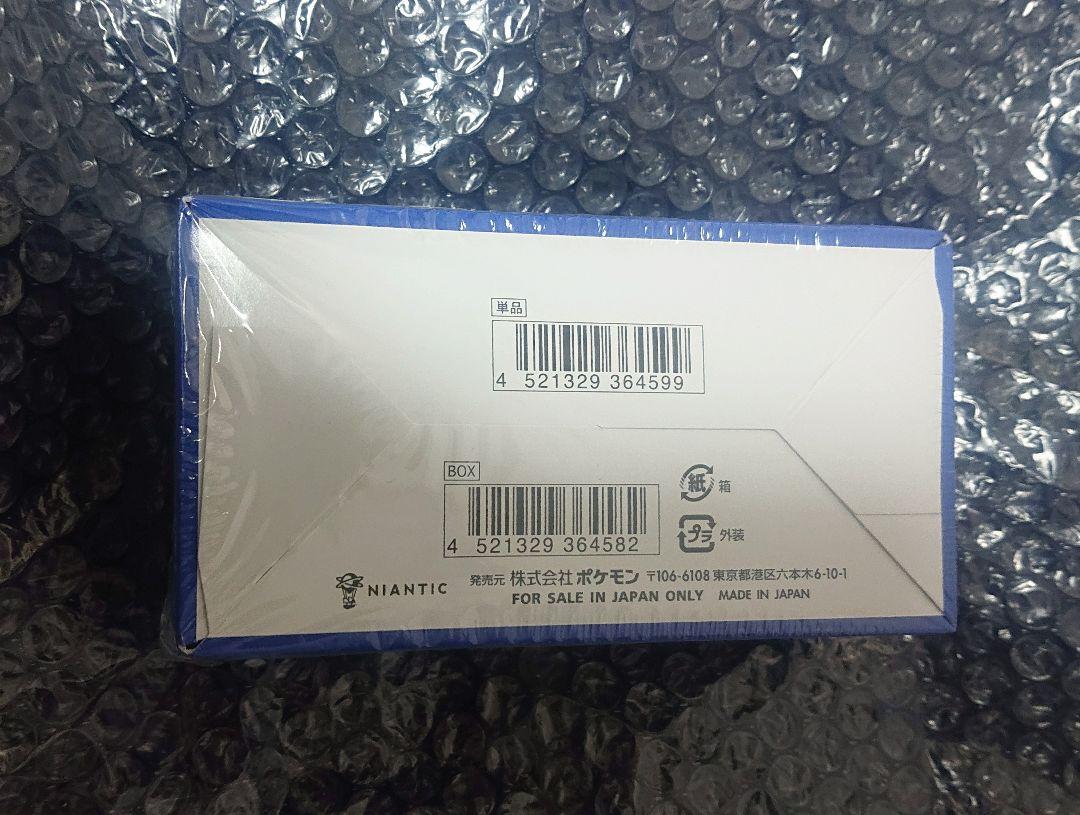 単品
4 521329 364599
BOX
4 521329 364582
紙 箱
プラ 外装
NIANTIC 発売元 株式会社ポケモン 〒106-6108 東京都港区六本木6-10-1
FOR SALE IN JAPAN ONLY MADE IN JAPAN